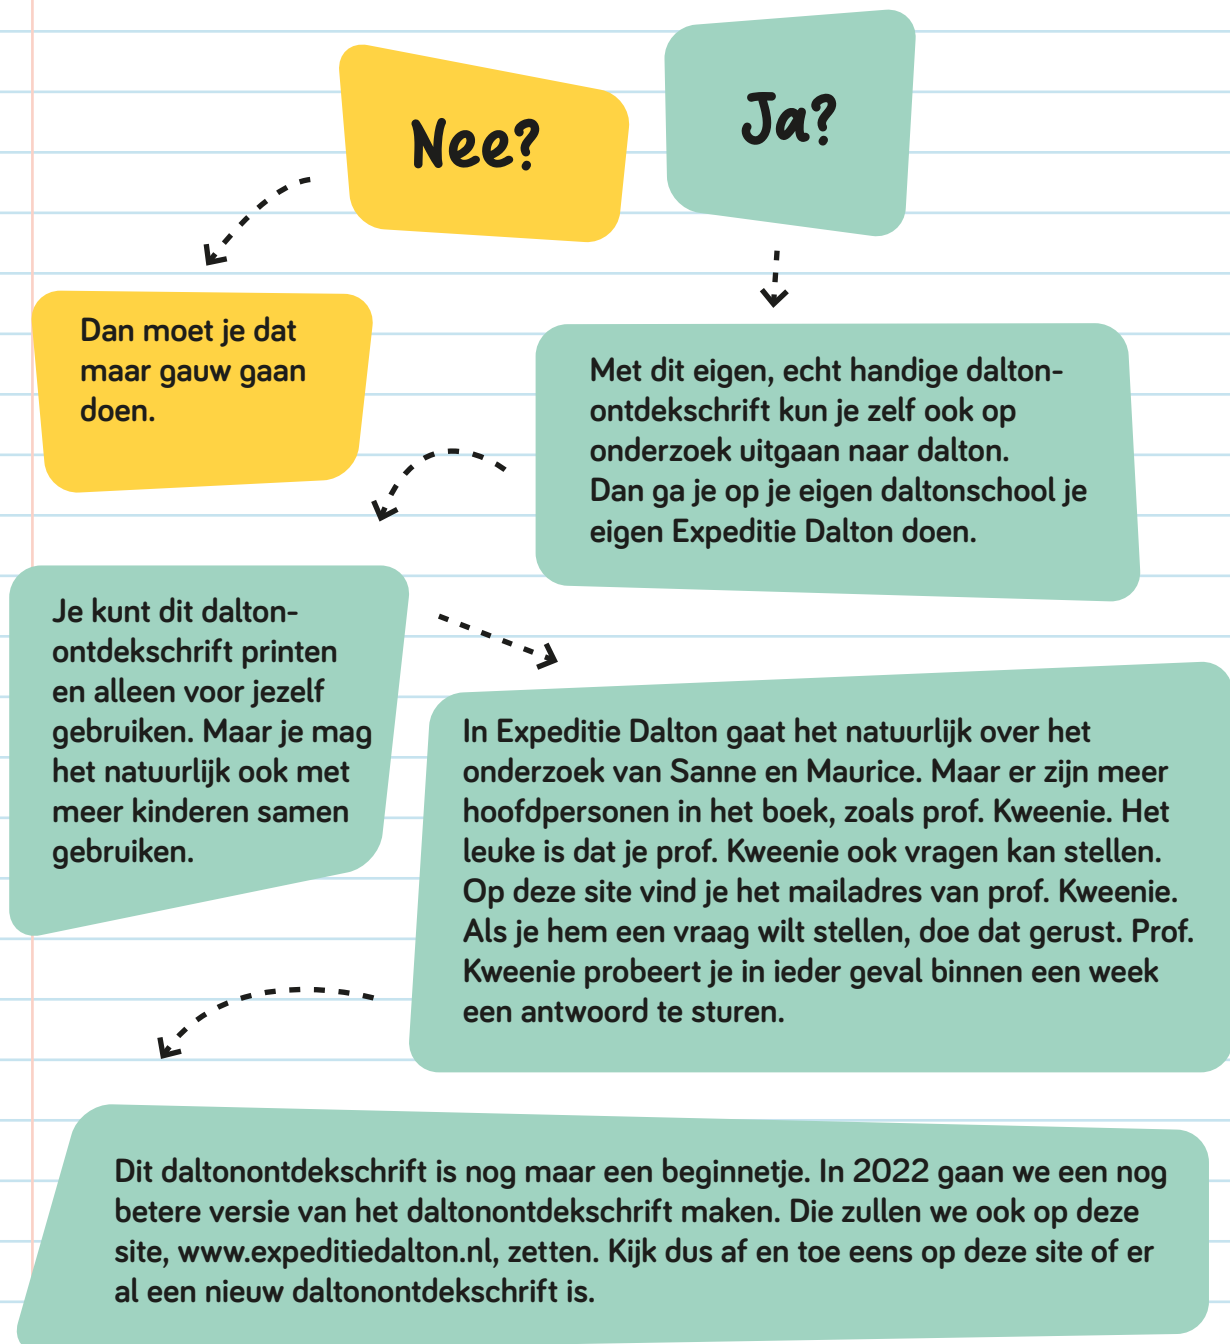 Nee?
Ja?
Dan moet je dat
maar gauw gaan
doen.
Met dit eigen, echt handige dalton-
ontdekschrift kun je zelf ook op
onderzoek uitgaan naar dalton.
Dan ga je op je eigen daltonschool je
eigen Expeditie Dalton doen.
Je kunt dit dalton-
ontdekschrift printen
en alleen voor jezelf
gebruiken. Maar je mag
het natuurlijk ook met
meer kinderen samen
gebruiken.
In Expeditie Dalton gaat het natuurlijk over het
onderzoek van Sanne en Maurice. Maar er zijn meer
hoofdpersonen in het boek, zoals prof. Kweenie. Het
leuke is dat je prof. Kweenie ook vragen kan stellen.
Op deze site vind je het mailadres van prof. Kweenie.
Als je hem een vraag wilt stellen, doe dat gerust. Prof.
Kweenie probeert je in ieder geval binnen een week
een antwoord te sturen.
Dit daltonontdekschrift is nog maar een beginnetje. In 2022 gaan we een nog
betere versie van het daltonontdekschrift maken. Die zullen we ook op deze
site, www.expeditiedalton.nl, zetten. Kijk dus af en toe eens op deze site of er
al een nieuw daltonontdekschrift is.